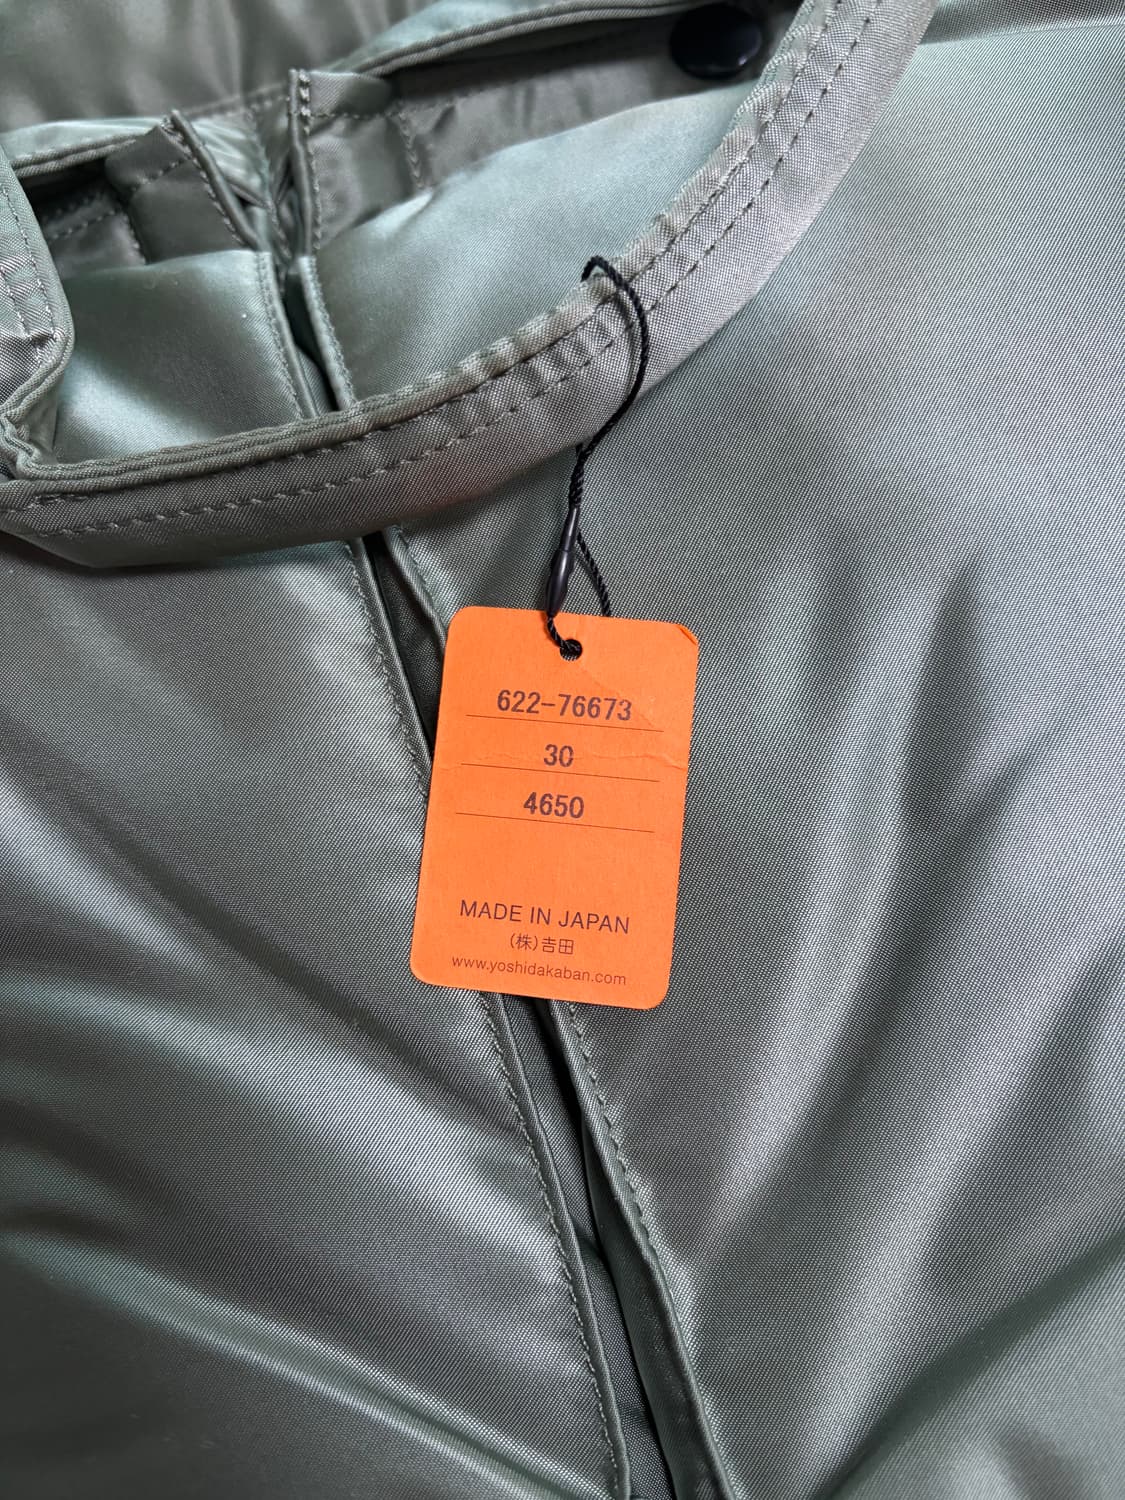 622-76673
30
4650
MADE IN JAPAN
(株)吉田
www.yoshidakaban.com